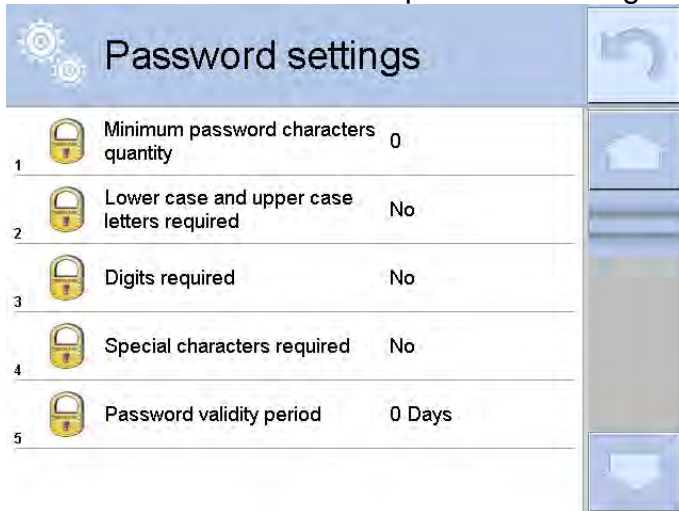 Password settings
Minimum password characters
quantity
0
1
Lower case and upper case
letters required
No
2
Digits required
No
3
Special characters required
No
4
Password validity period
0 Days
5